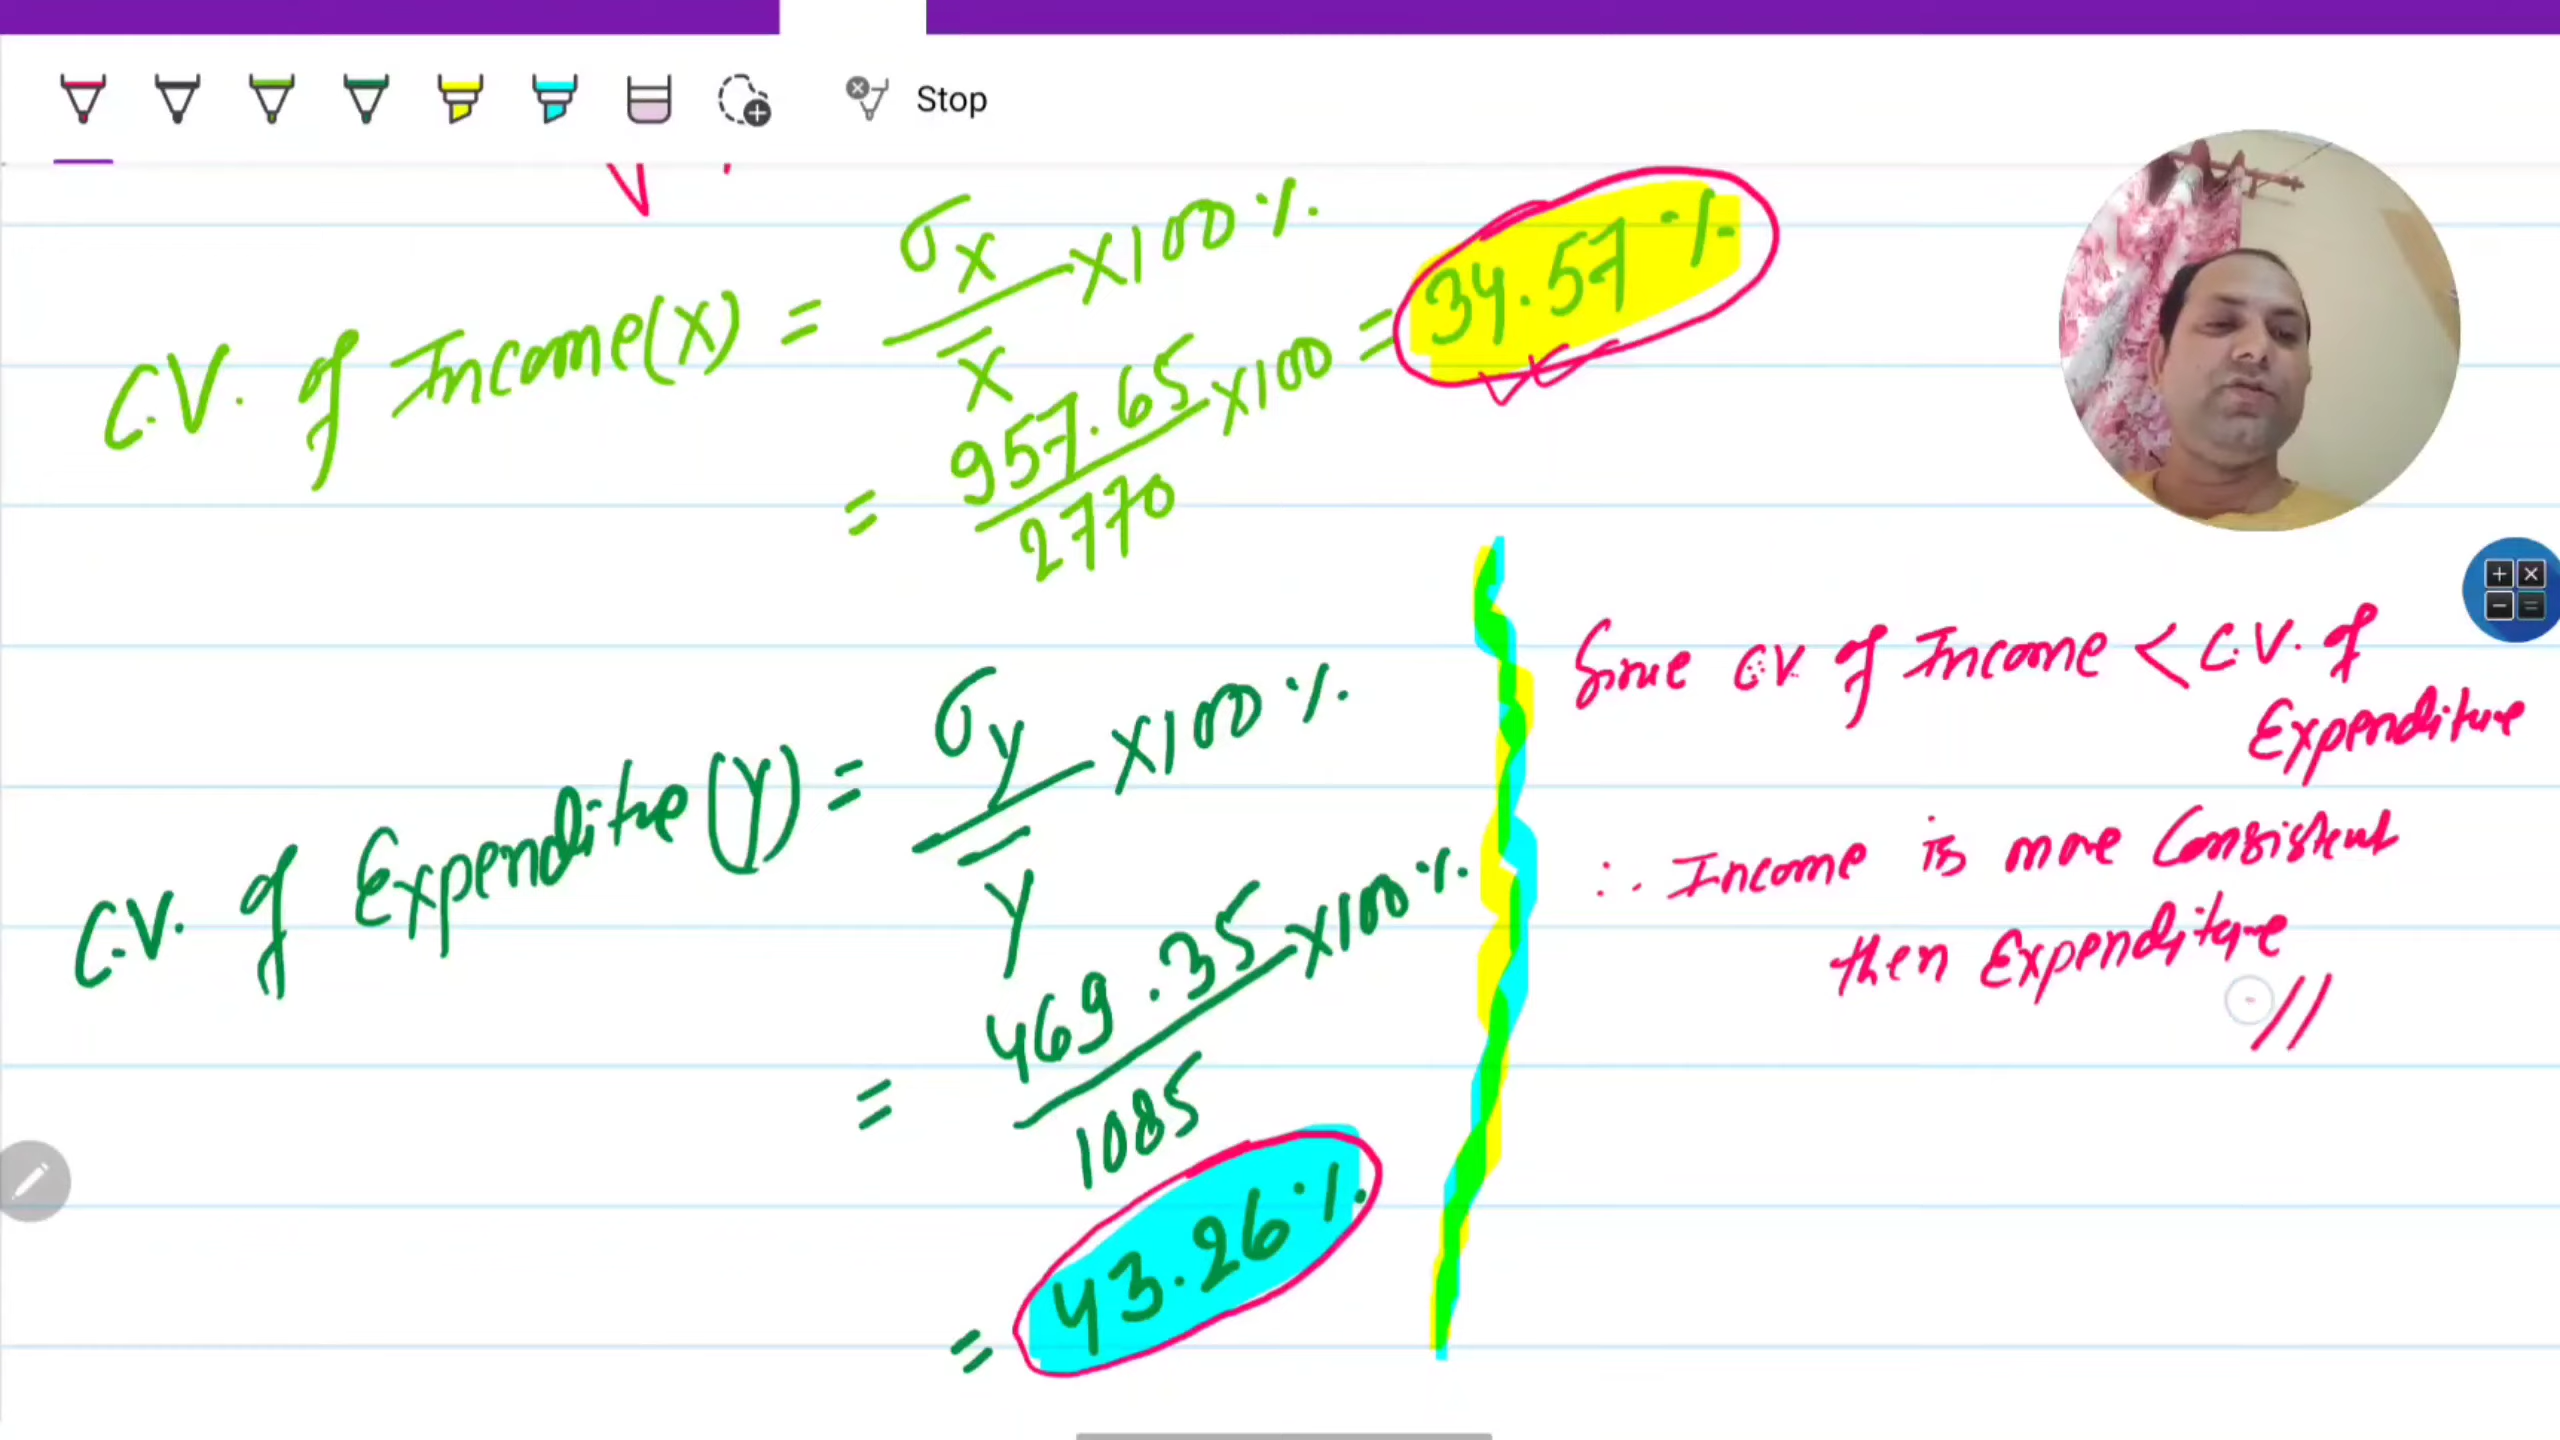 Stop
C.V. of Income(X) = σx/X̄ ×100% = 34.57%
= 957.65/2770 ×100
C.V. of Expenditure(Y) = σy/Ȳ ×100%
= 469.35/1085 ×100%
= 43.26%
Since C.V. of Income < C.V. of
Expenditure
∴ Income is more Consistent
then Expenditure //